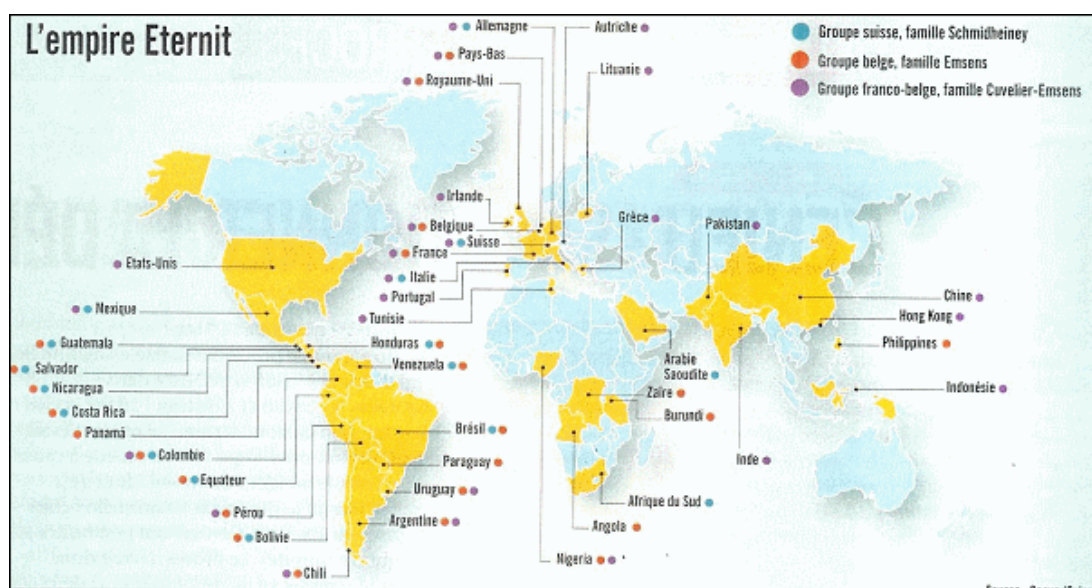 L'empire Eternit
Groupe suisse, famille Schmidheiney
Groupe belge, famille Emsens
Groupe franco-belge, famille Cuvelier-Emsens
Allemagne
Autriche
Pays-Bas
Lituanie
Royaume-Uni
Irlande
Belgique
Suisse
France
Italie
Portugal
Tunisie
Grèce
Pakistan
Etats-Unis
Chine
Hong Kong
Mexique
Guatemala
Honduras
Philippines
Salvador
Venezuela
Arabie
Saoudite
Nicaragua
Zaïre
Indonésie
Costa Rica
Burundi
Panamá
Brésil
Colombie
Paraguay
Inde
Equateur
Uruguay
Afrique du Sud
Pérou
Argentine
Angola
Bolivie
Nigeria
Chili